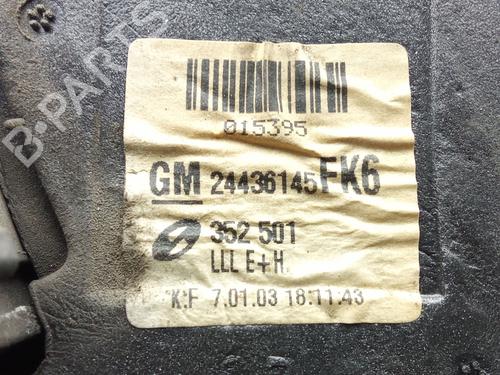 B-PARTS
015395
GM 24436145 FK6
352 501
LLL E+H
K:F 7.01.03 18:11:43